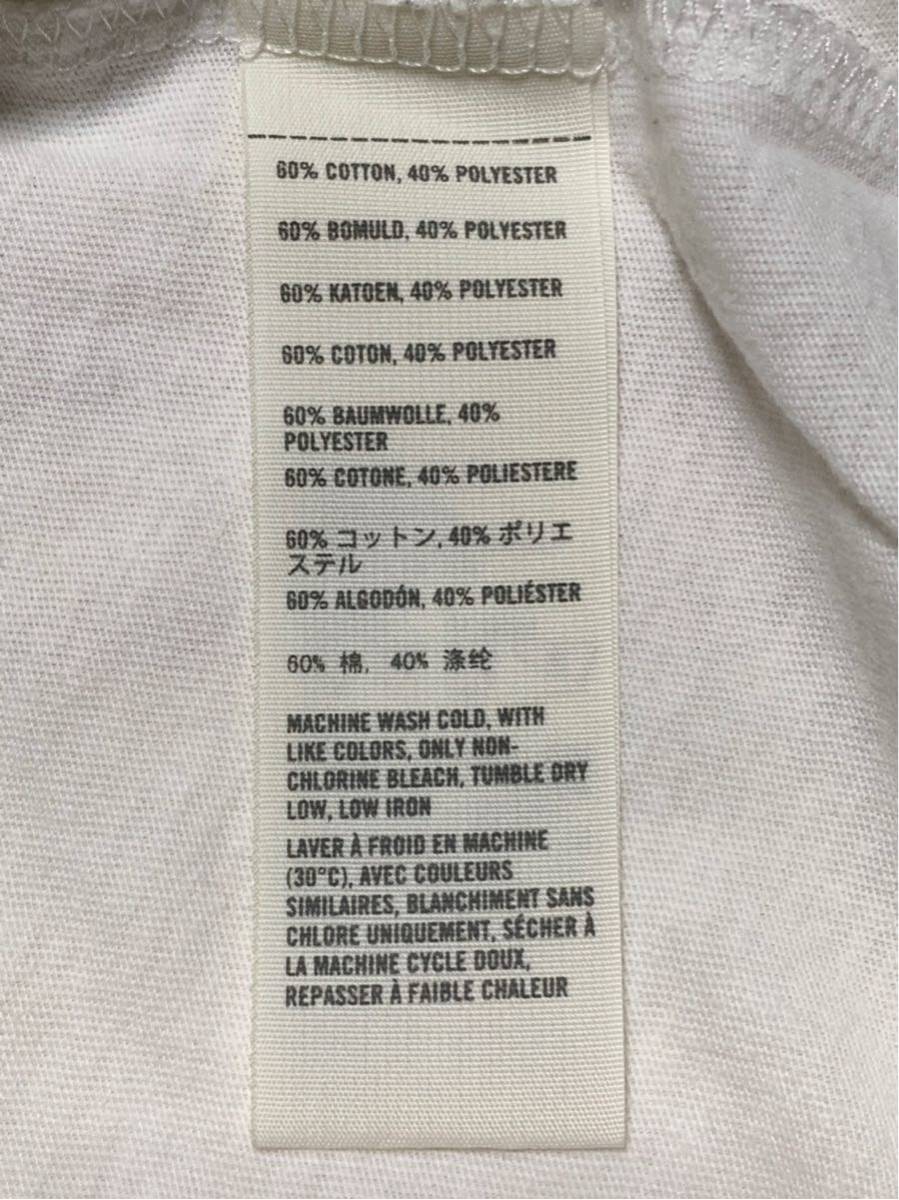 60% COTTON, 40% POLYESTER
60% BOMULD, 40% POLYESTER
60% KATOEN, 40% POLYESTER
60% COTON, 40% POLYESTER
60% BAUMWOLLE, 40%
POLYESTER
60% COTONE, 40% POLIESTERE
60% コットン, 40% ポリエ
ステル
60% ALGODÓN, 40% POLIÉSTER
60% 棉, 40% 涤纶
MACHINE WASH COLD, WITH
LIKE COLORS, ONLY NON-
CHLORINE BLEACH, TUMBLE DRY
LOW, LOW IRON
LAVER À FROID EN MACHINE
(30°C), AVEC COULEURS
SIMILAIRES, BLANCHIMENT SANS
CHLORE UNIQUEMENT, SÉCHER À
LA MACHINE CYCLE DOUX,
REPASSER À FAIBLE CHALEUR